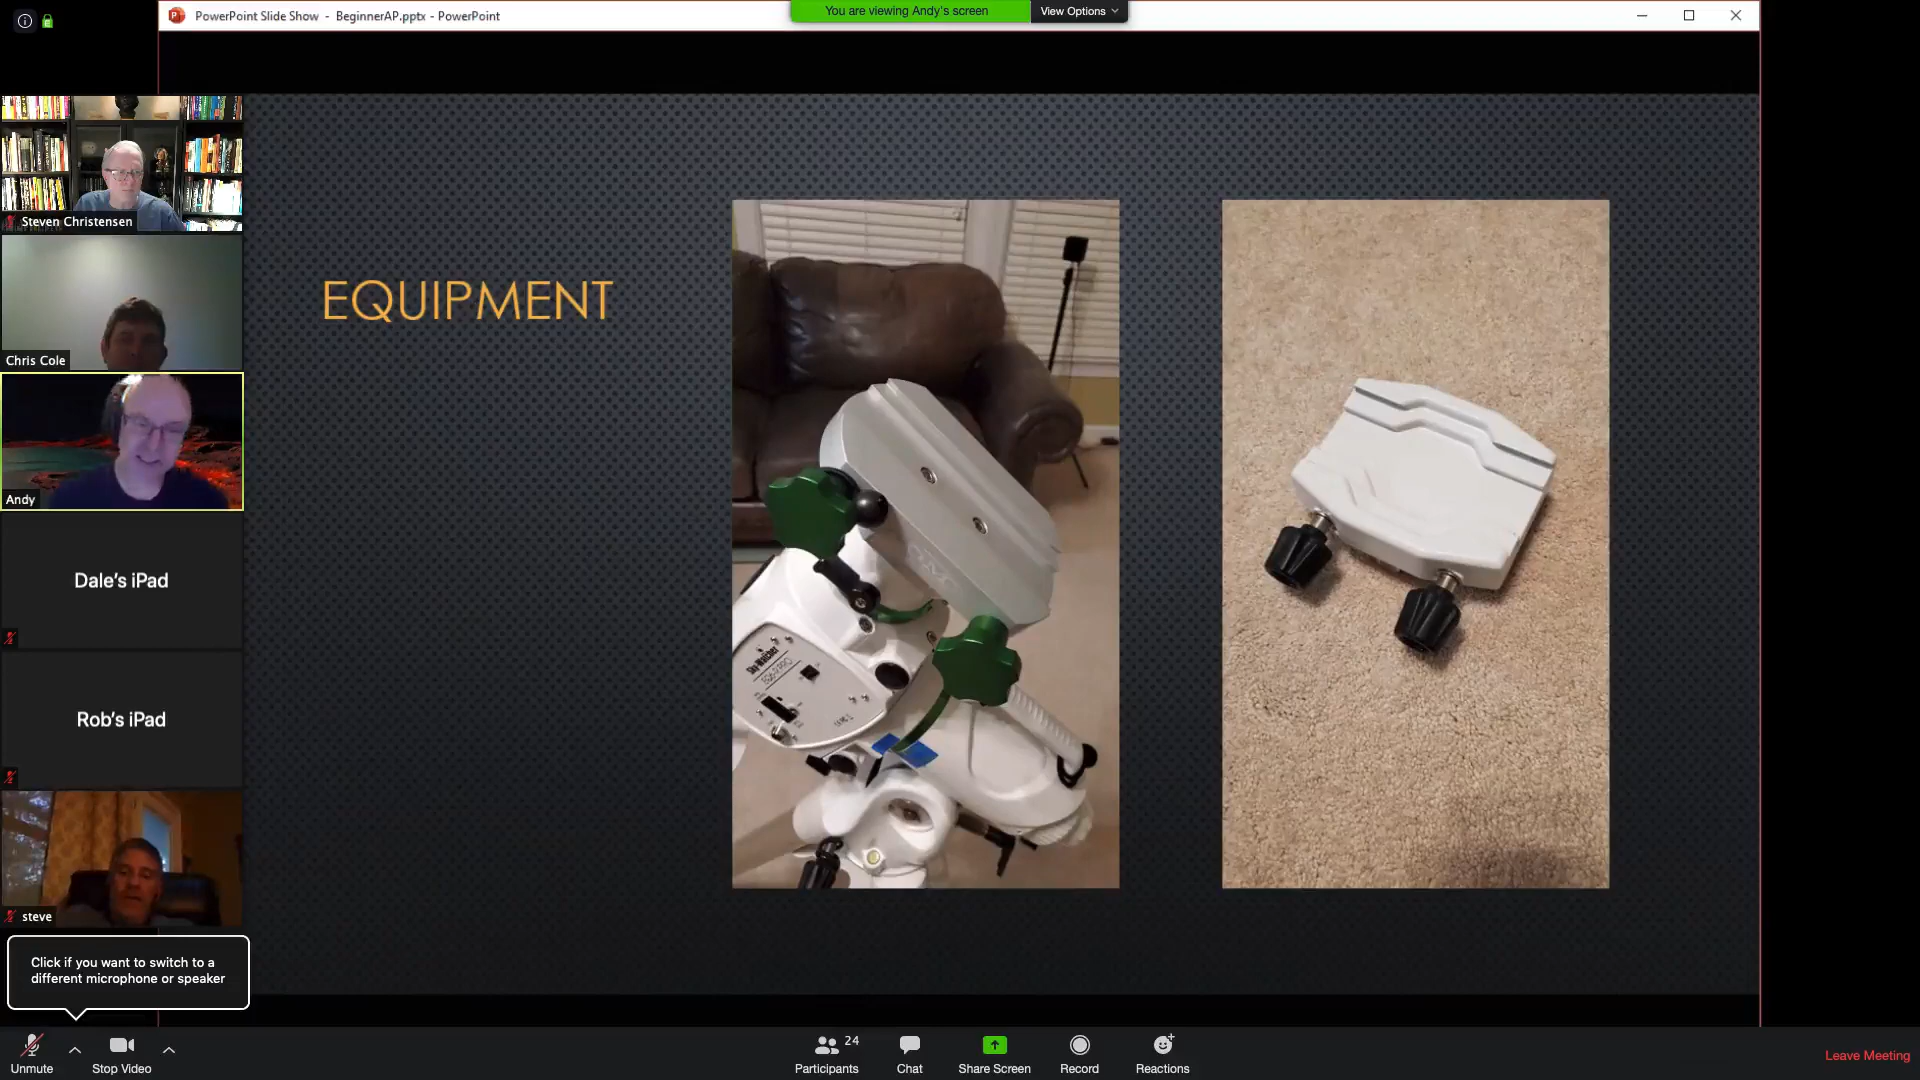 PowerPoint Slide Show - BeginnerAP.pptx - PowerPoint
You are viewing Andy's screen
View Options
Steven Christensen
Chris Cole
Andy
Dale's iPad
Rob's iPad
steve
EQUIPMENT
Sky-Watcher
Click if you want to switch to a
different microphone or speaker
Unmute
Stop Video
Participants
24
Chat
Share Screen
Record
Reactions
Leave Meeting